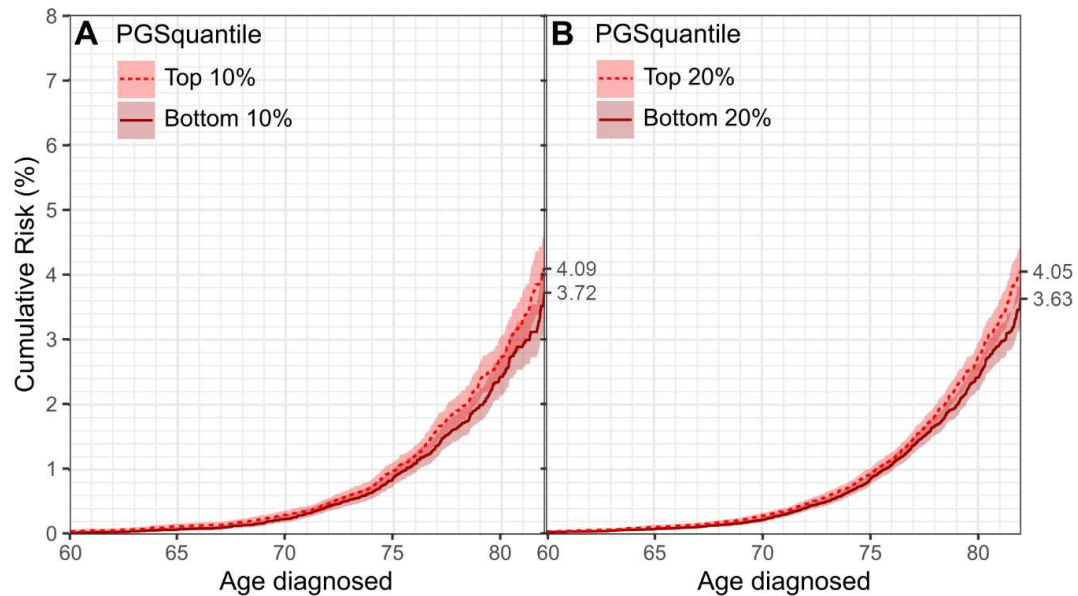 A PGSquantile
Top 10%
Bottom 10%
B PGSquantile
Top 20%
Bottom 20%
Cumulative Risk (%)
8
7
6
5
4
3
2
1
0
4.09
3.72
4.05
3.63
60 65 70 75 80
60 65 70 75 80
Age diagnosed
Age diagnosed